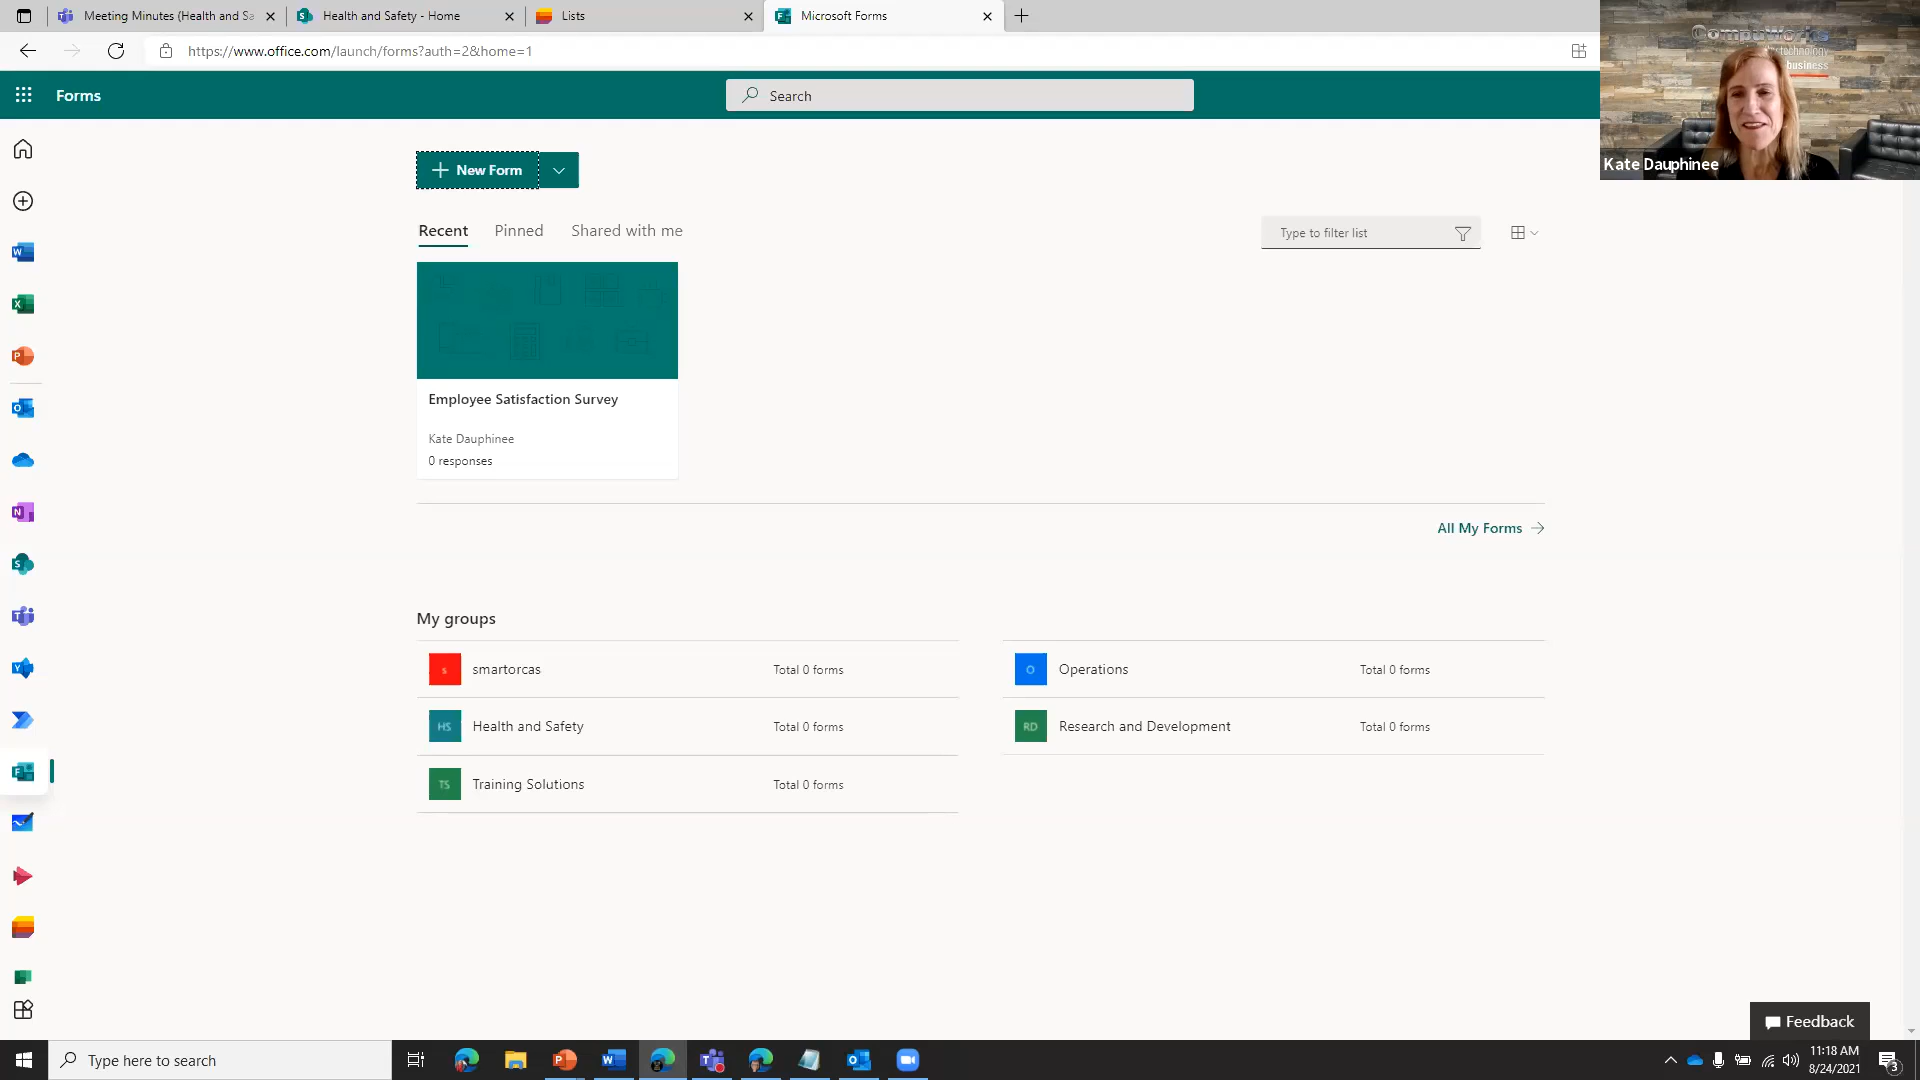 Meeting Minutes (Health and Sa
Health and Safety - Home
Lists
Microsoft Forms
https://www.office.com/launch/forms?auth=2&home=1
CompuWorks
technology
business
Kate Dauphinee
Forms
Search
New Form
Recent
Pinned
Shared with me
Type to filter list
Employee Satisfaction Survey
Kate Dauphinee
0 responses
All My Forms
My groups
s
smartorcas
Total 0 forms
O
Operations
Total 0 forms
HS
Health and Safety
Total 0 forms
RD
Research and Development
Total 0 forms
TS
Training Solutions
Total 0 forms
Feedback
Type here to search
11:18 AM
8/24/2021
3